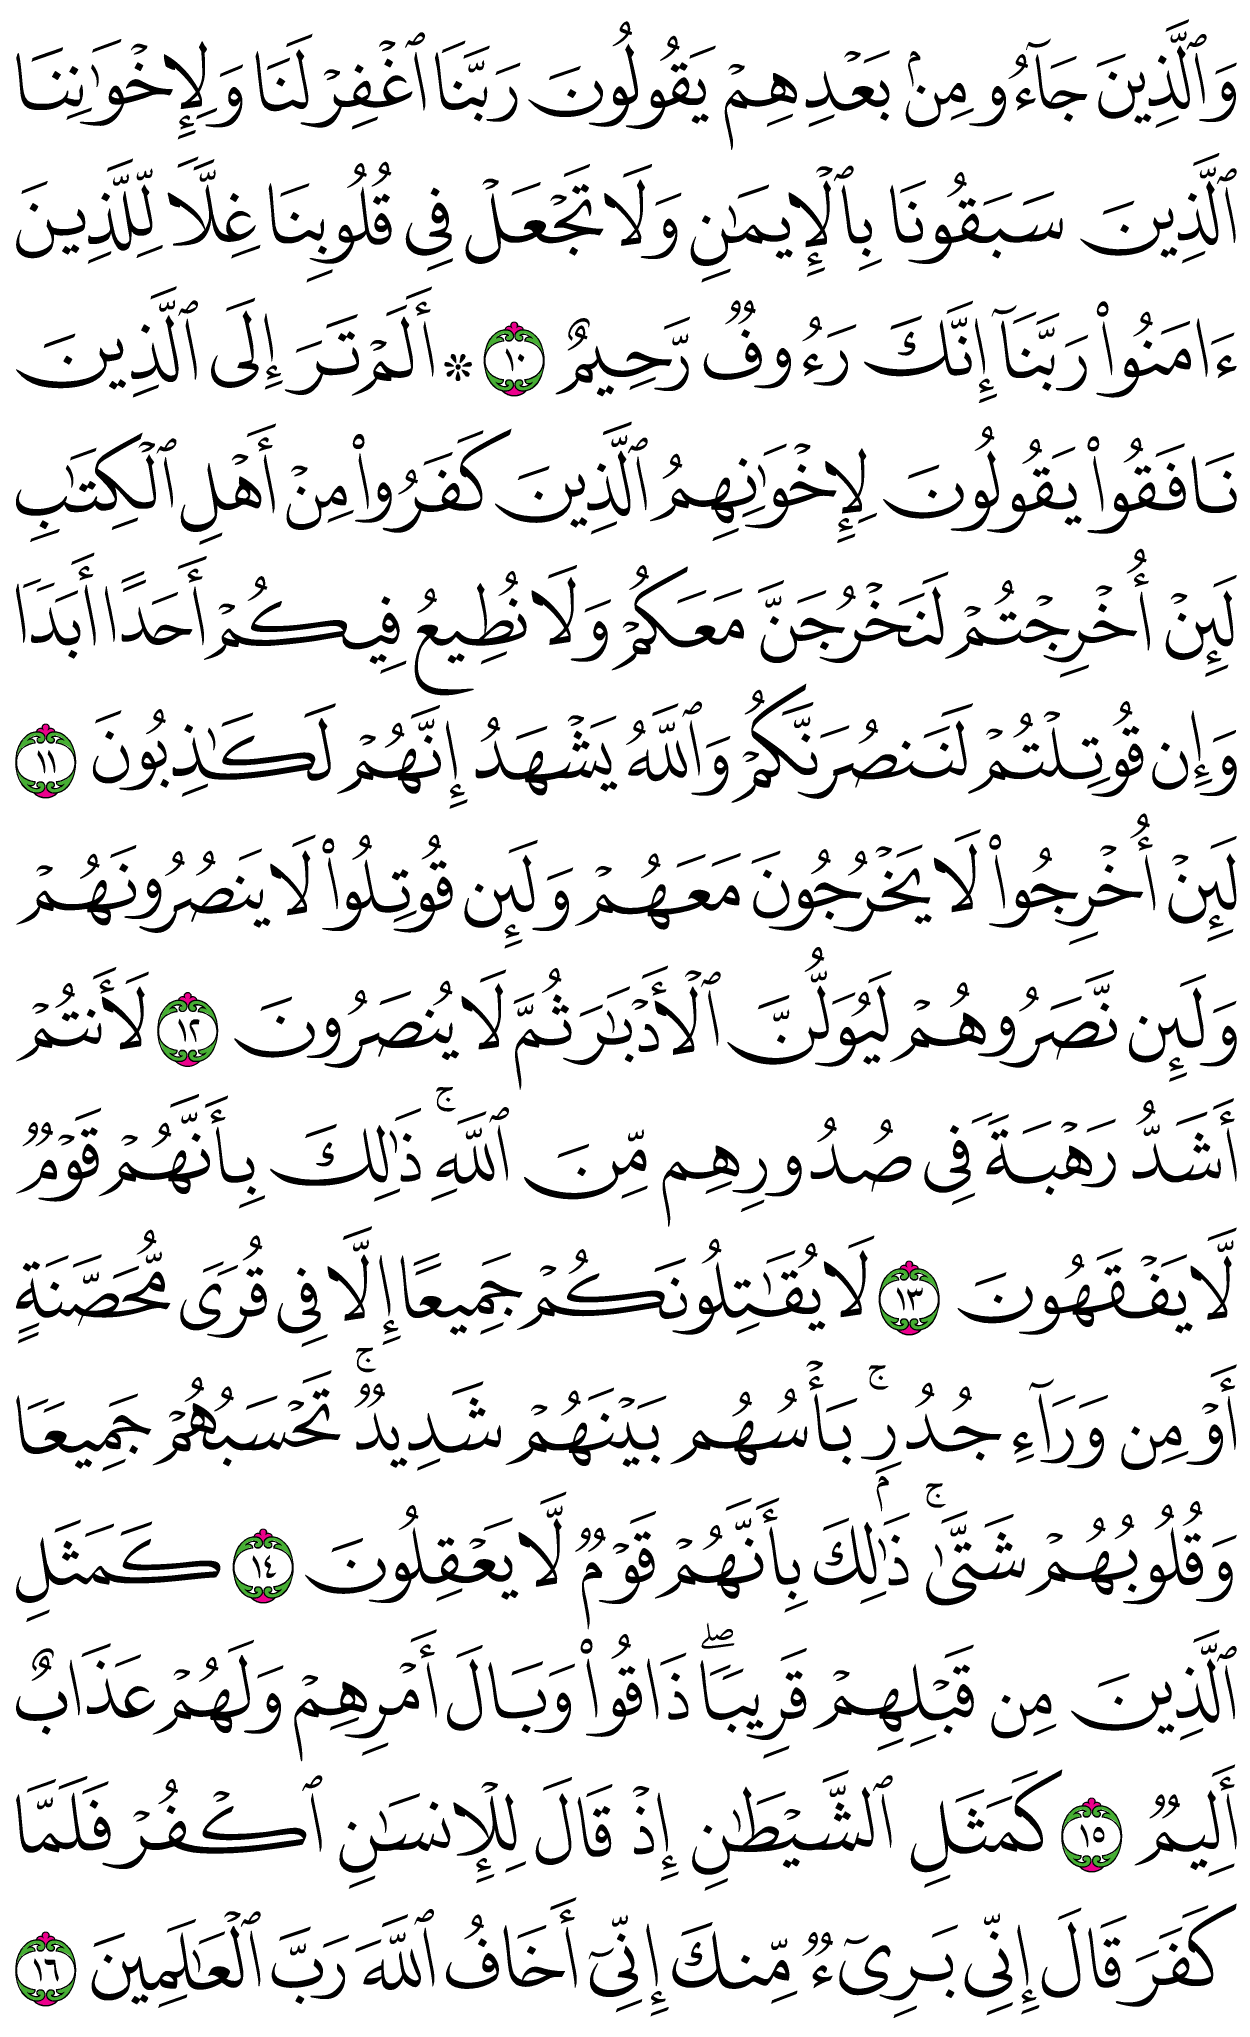 وَٱلَّذِينَ جَآءُو مِنۢ بَعۡدِهِمۡ يَقُولُونَ رَبَّنَا ٱغۡفِرۡ لَنَا وَلِإِخۡوَٰنِنَا
ٱلَّذِينَ سَبَقُونَا بِٱلۡإِيمَٰنِ وَلَا تَجۡعَلۡ فِي قُلُوبِنَا غِلّٗا لِّلَّذِينَ
ءَامَنُواْ رَبَّنَآ إِنَّكَ رَءُوفٞ رَّحِيمٌ ١٠ ۞ أَلَمۡ تَرَ إِلَى ٱلَّذِينَ
نَافَقُواْ يَقُولُونَ لِإِخۡوَٰنِهِمُ ٱلَّذِينَ كَفَرُواْ مِنۡ أَهۡلِ ٱلۡكِتَٰبِ
لَئِنۡ أُخۡرِجۡتُمۡ لَنَخۡرُجَنَّ مَعَكُمۡ وَلَا نُطِيعُ فِيكُمۡ أَحَدًا أَبَدٗا
وَإِن قُوتِلۡتُمۡ لَنَنصُرَنَّكُمۡ وَٱللَّهُ يَشۡهَدُ إِنَّهُمۡ لَكَٰذِبُونَ ١١
لَئِنۡ أُخۡرِجُواْ لَا يَخۡرُجُونَ مَعَهُمۡ وَلَئِن قُوتِلُواْ لَا يَنصُرُونَهُمۡ
وَلَئِن نَّصَرُوهُمۡ لَيُوَلُّنَّ ٱلۡأَدۡبَٰرَ ثُمَّ لَا يُنصَرُونَ ١٢ لَأَنتُمۡ
أَشَدُّ رَهۡبَةٗ فِي صُدُورِهِم مِّنَ ٱللَّهِۚ ذَٰلِكَ بِأَنَّهُمۡ قَوۡمٞ
لَّا يَفۡقَهُونَ ١٣ لَا يُقَٰتِلُونَكُمۡ جَمِيعًا إِلَّا فِي قُرٗى مُّحَصَّنَةٍ
أَوۡ مِن وَرَآءِ جُدُرِۭۚ بَأۡسُهُم بَيۡنَهُمۡ شَدِيدٞۚ تَحۡسَبُهُمۡ جَمِيعٗا
وَقُلُوبُهُمۡ شَتَّىٰۚ ذَٰلِكَ بِأَنَّهُمۡ قَوۡمٞ لَّا يَعۡقِلُونَ ١٤ كَمَثَلِ
ٱلَّذِينَ مِن قَبۡلِهِمۡ قَرِيبٗاۖ ذَاقُواْ وَبَالَ أَمۡرِهِمۡ وَلَهُمۡ عَذَابٌ
أَلِيمٞ ١٥ كَمَثَلِ ٱلشَّيۡطَٰنِ إِذۡ قَالَ لِلۡإِنسَٰنِ ٱكۡفُرۡ فَلَمَّا
كَفَرَ قَالَ إِنِّي بَرِيٓءٞ مِّنكَ إِنِّيٓ أَخَافُ ٱللَّهَ رَبَّ ٱلۡعَٰلَمِينَ ١٦